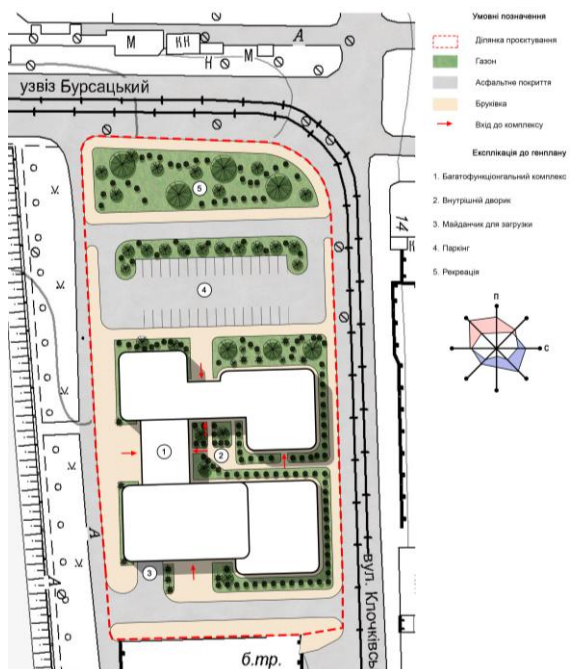 Умовні позначення
Ділянка проєктування
Газон
Асфальтне покриття
Бруківка
Вхід до комплексу
Експлікація до генплану
1. Багатофункціональний комплекс
2. Внутрішній дворик
3. Майданчик для загрузки
4. Паркінг
5. Рекреація
П
С
А
М
КН
Н
М
узвіз Бурсацький
14
К
5
4
1
2
3
А
А
вул. Клочківсь
б.тр.